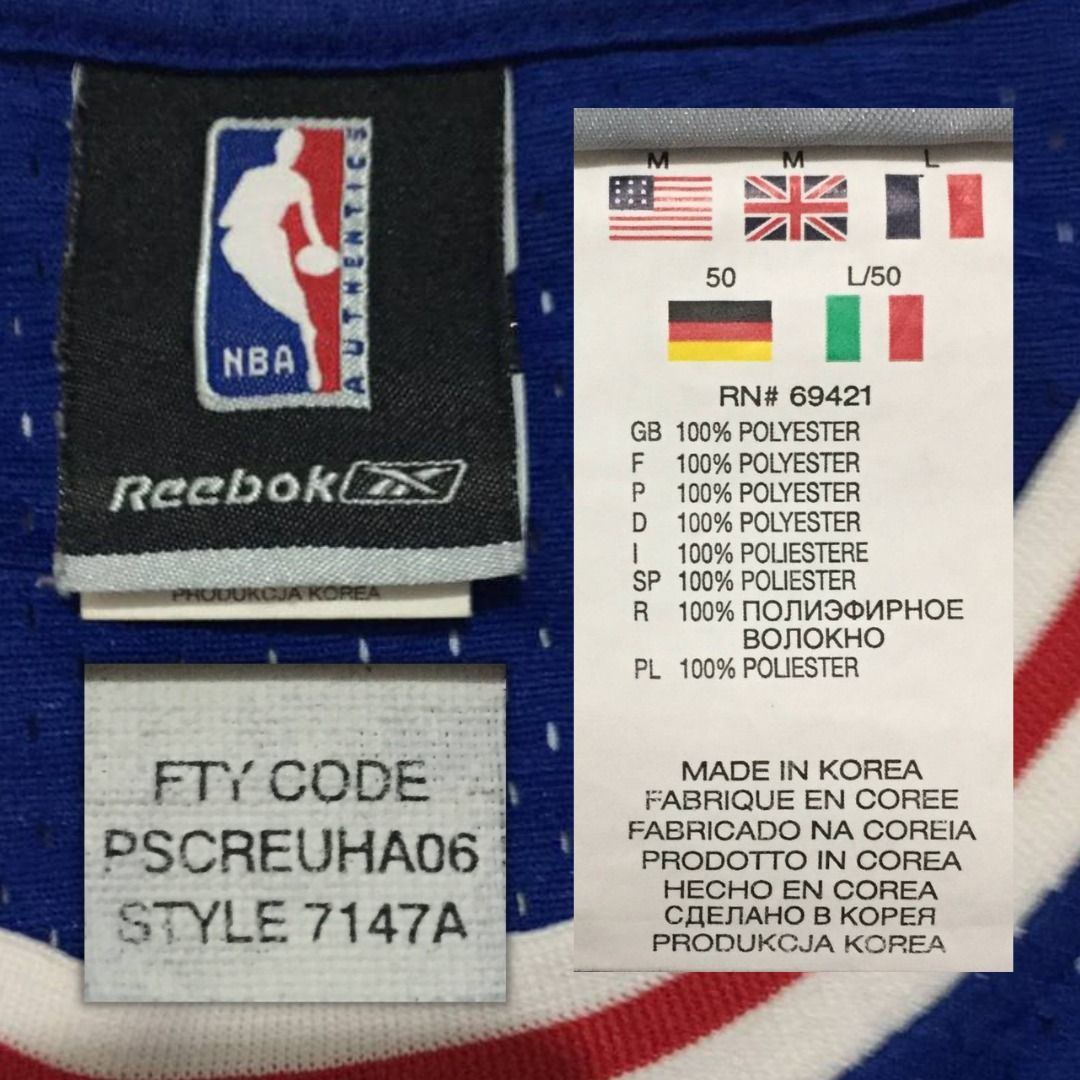 NBA
AUTHENTICS
Reebok
PRODUKCJA KOREA
FTY CODE
PSCREUHA06
STYLE 7147A
M M L
50 L/50
RN# 69421
GB 100% POLYESTER
F 100% POLYESTER
P 100% POLYESTER
D 100% POLYESTER
I 100% POLIESTERE
SP 100% POLIESTER
R 100% ПОЛИЭФИРНОЕ
ВОЛОКНО
PL 100% POLIESTER
MADE IN KOREA
FABRIQUE EN COREE
FABRICADO NA COREIA
PRODOTTO IN COREA
HECHO EN COREA
СДЕЛАНО В КОРЕЯ
PRODUKCJA KOREA